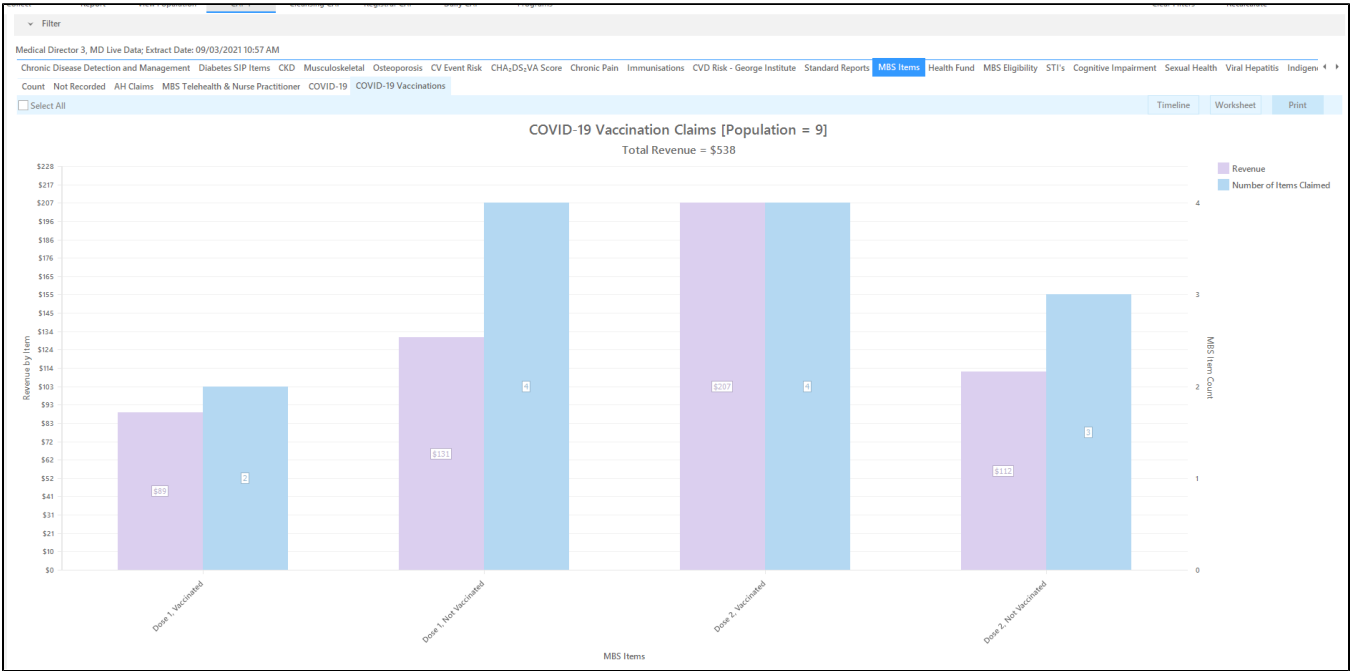 Filter
Medical Director 3, MD Live Data; Extract Date: 09/03/2021 10:57 AM
Chronic Disease Detection and Management Diabetes SIP Items CKD Musculoskeletal Osteoporosis CV Event Risk CHA₂DS₂VA Score Chronic Pain Immunisations CVD Risk - George Institute Standard Reports MBS Items Health Fund MBS Eligibility STI's Cognitive Impairment Sexual Health Viral Hepatitis Indigen
Count Not Recorded AH Claims MBS Telehealth & Nurse Practitioner COVID-19 COVID-19 Vaccinations
Select All Timeline Worksheet Print
COVID-19 Vaccination Claims [Population = 9]
Total Revenue = $538
Revenue
Number of Items Claimed
Revenue by Item
$228
$217
$207
$196
$186
$176
$165
$155
$145
$134
$124
$114
$103
$93
$83
$72
$62
$52
$41
$31
$21
$10
$0
$89
2
$131
4
$207
4
$112
3
4
3
2
1
0
MBS Item Count
Dose 1, Vaccinated
Dose 1, Not Vaccinated
Dose 2, Vaccinated
Dose 2, Not Vaccinated
MBS Items